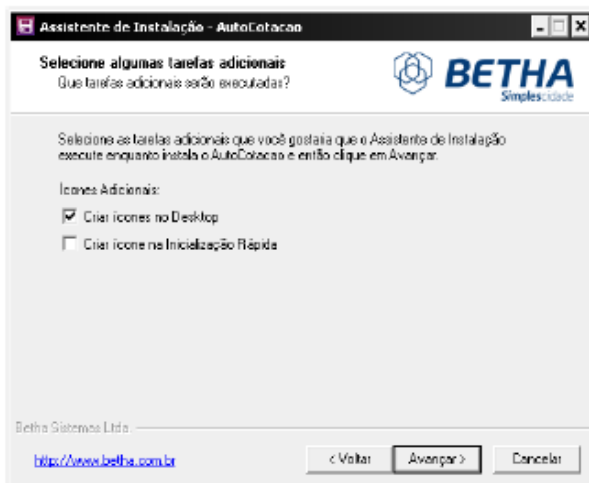 Assistente de Instalação - AutoCotacao
Selecione algumas tarefas adicionais
Que tarefas adicionais serão executadas?
BETHA
Simplescidade
Selecione as tarefas adicionais que você gostaria que o Assistente de Instalação
execute enquanto instala o AutoCotacao e então clique em Avançar.
Ícones Adicionais:
Criar ícones no Desktop
Criar ícone na Inicialização Rápida
Betha Sistemas Ltda.
http://www.betha.com.br
< Voltar
Avançar >
Cancelar